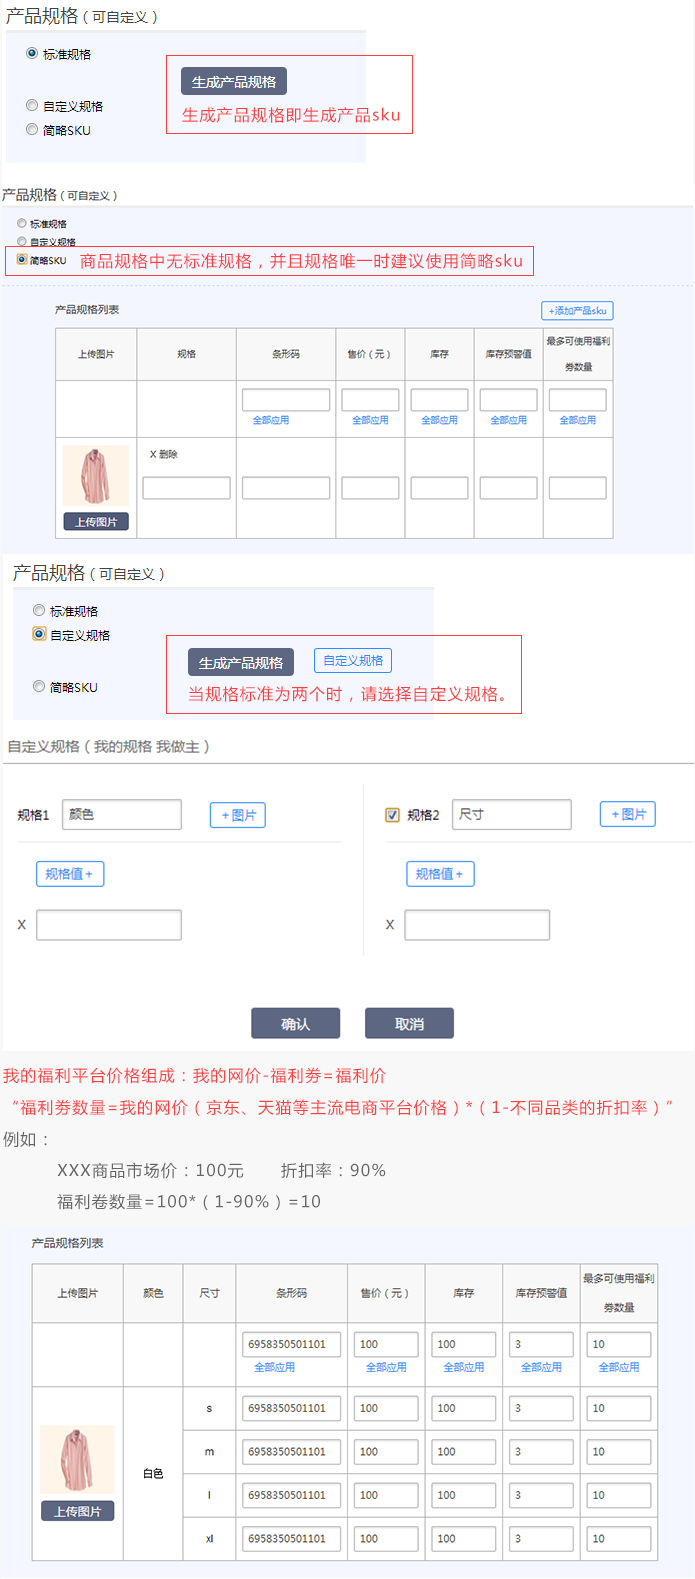 产品规格（可自定义）
标准规格
生成产品规格
生成产品规格即生成产品sku
自定义规格
简略SKU
产品规格（可自定义）
标准规格
自定义规格
简略SKU 商品规格中无标准规格，并且规格唯一时建议使用简略sku
产品规格列表 +添加产品sku
上传图片 规格 条形码 售价（元） 库存 库存预警值 最多可使用福利
券数量
全部应用 全部应用 全部应用 全部应用 全部应用
X 删除
上传图片
产品规格（可自定义）
标准规格
自定义规格
生成产品规格 自定义规格
简略SKU 当规格标准为两个时，请选择自定义规格。
自定义规格（我的规格 我做主）
规格1 颜色 +图片 规格2 尺寸 +图片
规格值+ 规格值+
X X
确认 取消
我的福利平台价格组成：我的网价-福利券=福利价
“福利券数量=我的网价（京东、天猫等主流电商平台价格）*（1-不同品类的折扣率）”
例如：
XXX商品市场价：100元 折扣率：90%
福利卷数量=100*（1-90%）=10
产品规格列表
上传图片 颜色 尺寸 条形码 售价（元） 库存 库存预警值 最多可使用福利
券数量
6958350501101 100 100 3 10
全部应用 全部应用 全部应用 全部应用 全部应用
s 6958350501101 100 100 3 10
m 6958350501101 100 100 3 10
白色
l 6958350501101 100 100 3 10
上传图片
xl 6958350501101 100 100 3 10